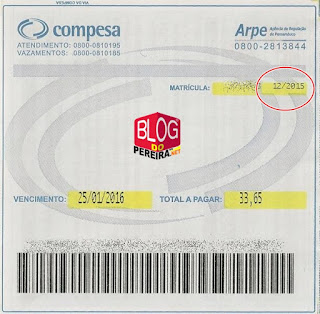 compesa
ATENDIMENTO: 0800-0810195
VAZAMENTOS: 0800-0810185
Arpe Agência de Regulação
de Pernambuco
0800-2813844
MATRÍCULA: 12/2015
BLOG
DO
PEREIRA.NET
VENCIMENTO: 25/01/2016 TOTAL A PAGAR: 33,65